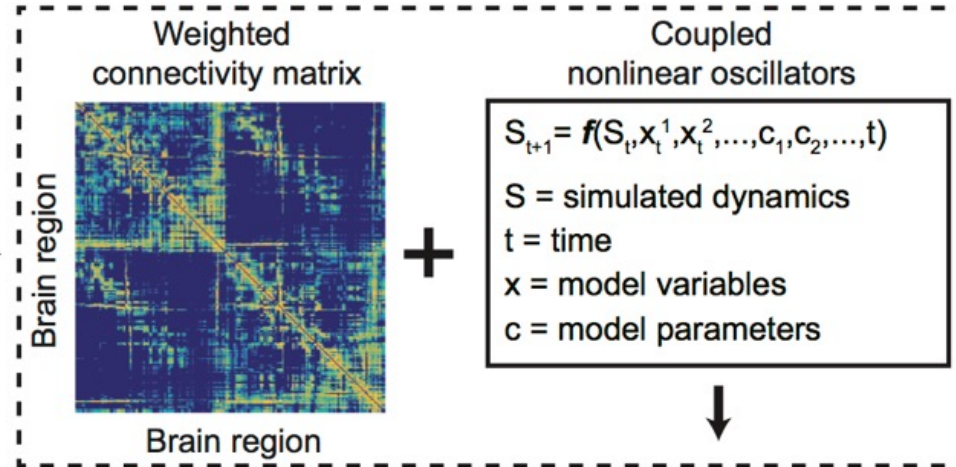 Weighted
connectivity matrix
Brain region
Brain region
+
Coupled
nonlinear oscillators
Sₜ₊₁= f(Sₜ,xₜ¹,xₜ²,...,c₁,c₂,...,t)
S = simulated dynamics
t = time
x = model variables
c = model parameters